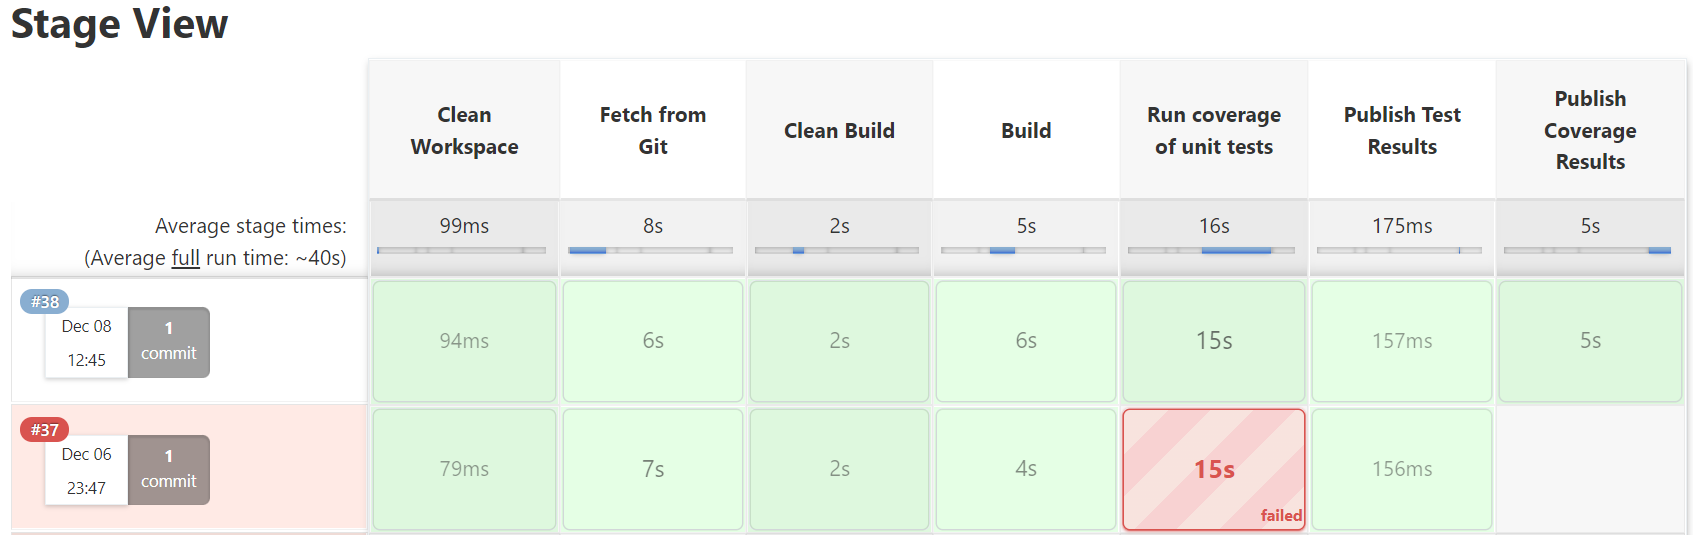 Stage View
Clean
Workspace
Fetch from
Git
Clean Build
Build
Run coverage
of unit tests
Publish Test
Results
Publish
Coverage
Results
Average stage times:
(Average full run time: ~40s)
99ms
8s
2s
5s
16s
175ms
5s
#38
Dec 08
12:45
1
commit
94ms
6s
2s
6s
15s
157ms
5s
#37
Dec 06
23:47
1
commit
79ms
7s
2s
4s
15s
failed
156ms